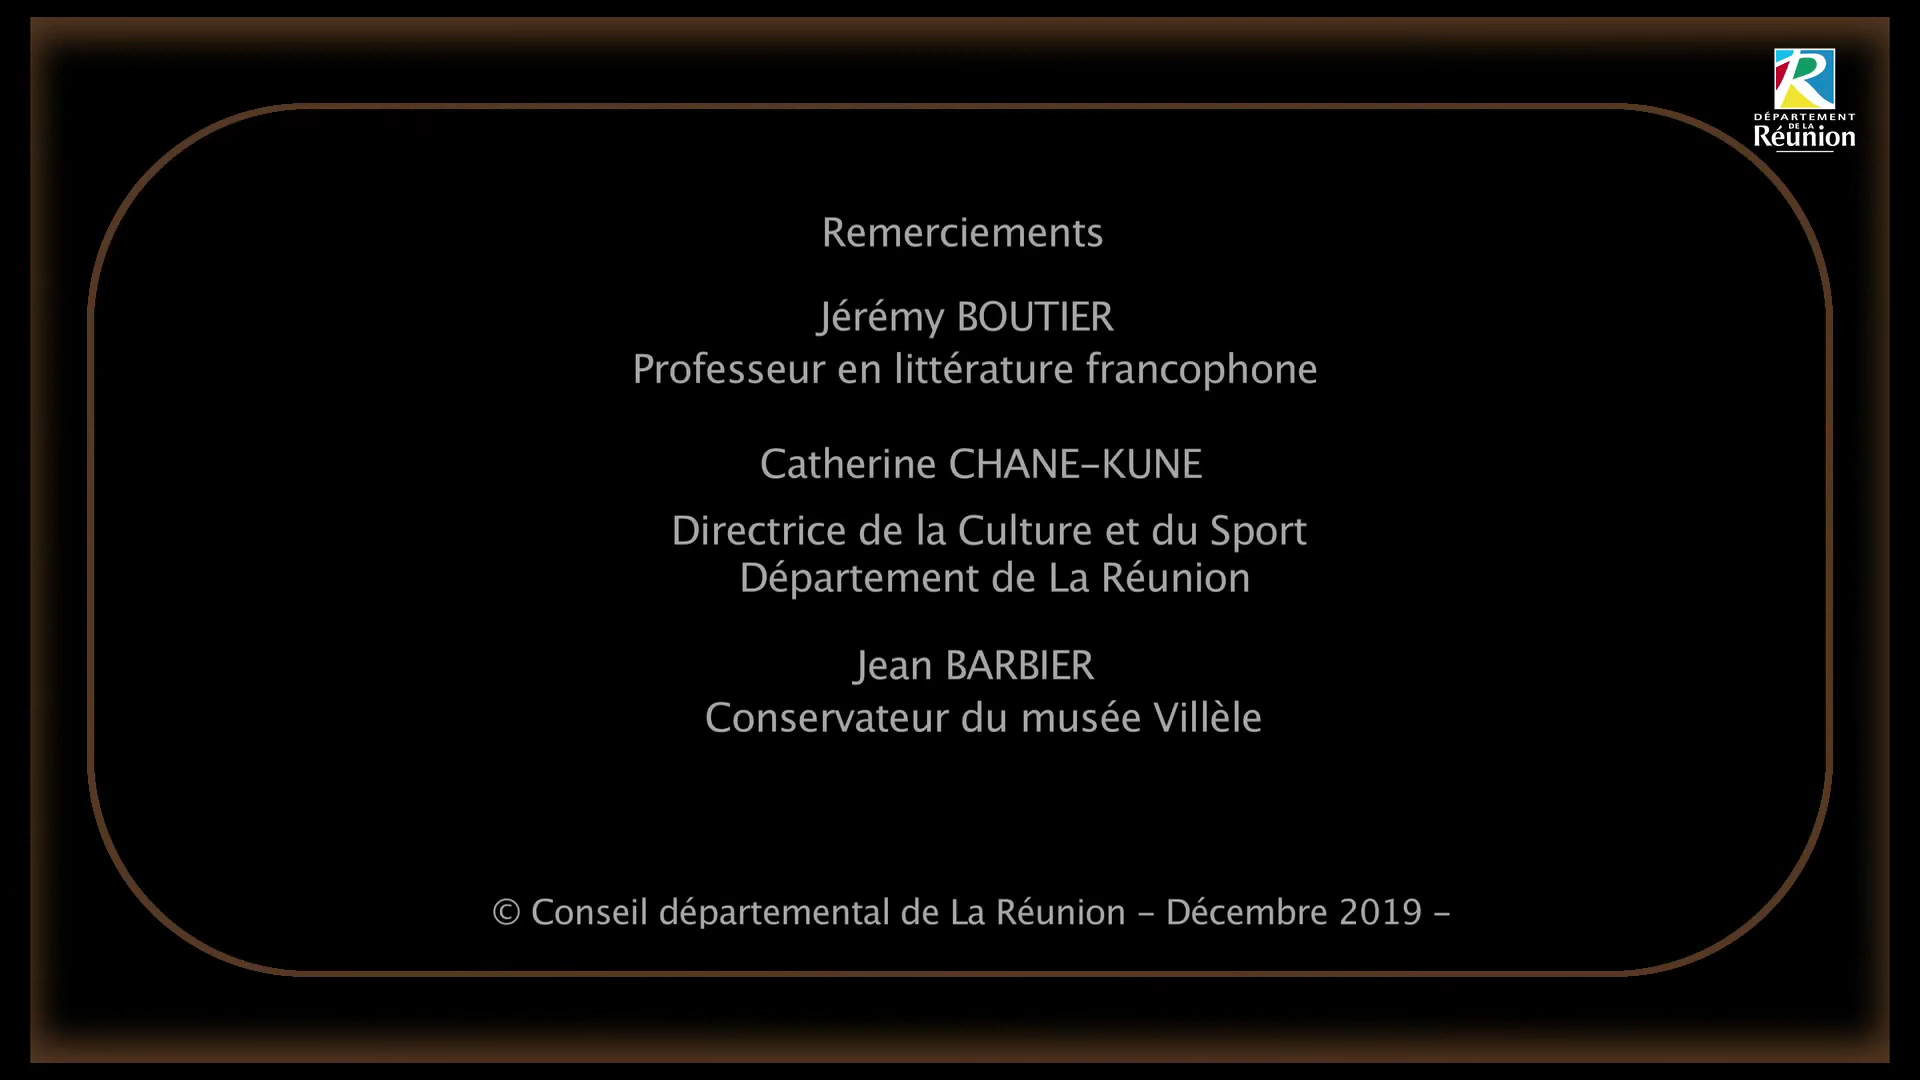 DÉPARTEMENT
DE LA
Réunion
Remerciements
Jérémy BOUTIER
Professeur en littérature francophone
Catherine CHANE-KUNE
Directrice de la Culture et du Sport
Département de La Réunion
Jean BARBIER
Conservateur du musée Villèle
© Conseil départemental de La Réunion – Décembre 2019 –